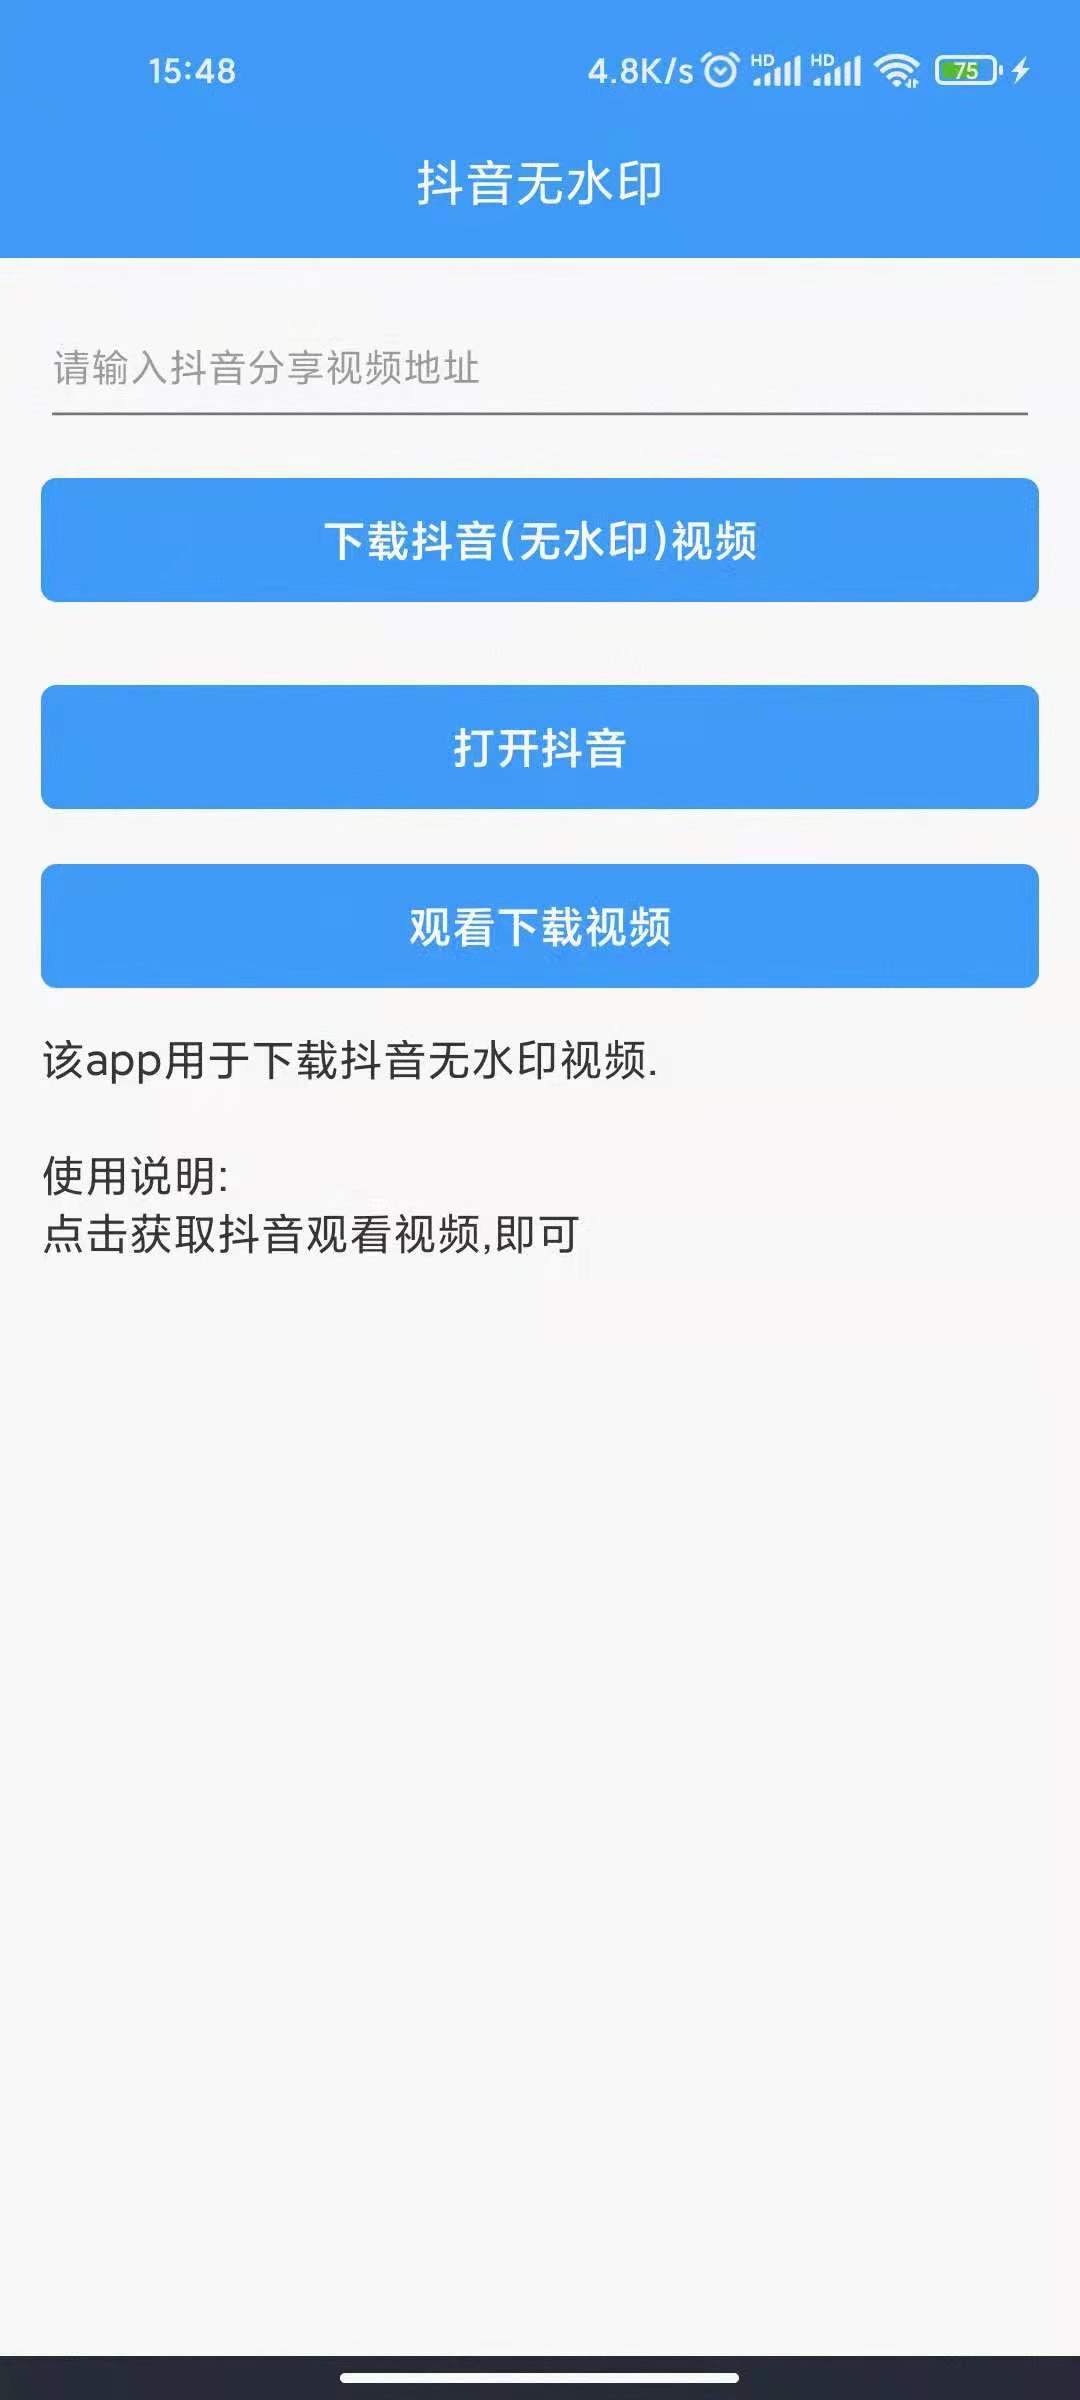 15:48 4.8K/s HD HD 75
抖音无水印
请输入抖音分享视频地址
下载抖音(无水印)视频
打开抖音
观看下载视频
该app用于下载抖音无水印视频.
使用说明:
点击获取抖音观看视频,即可